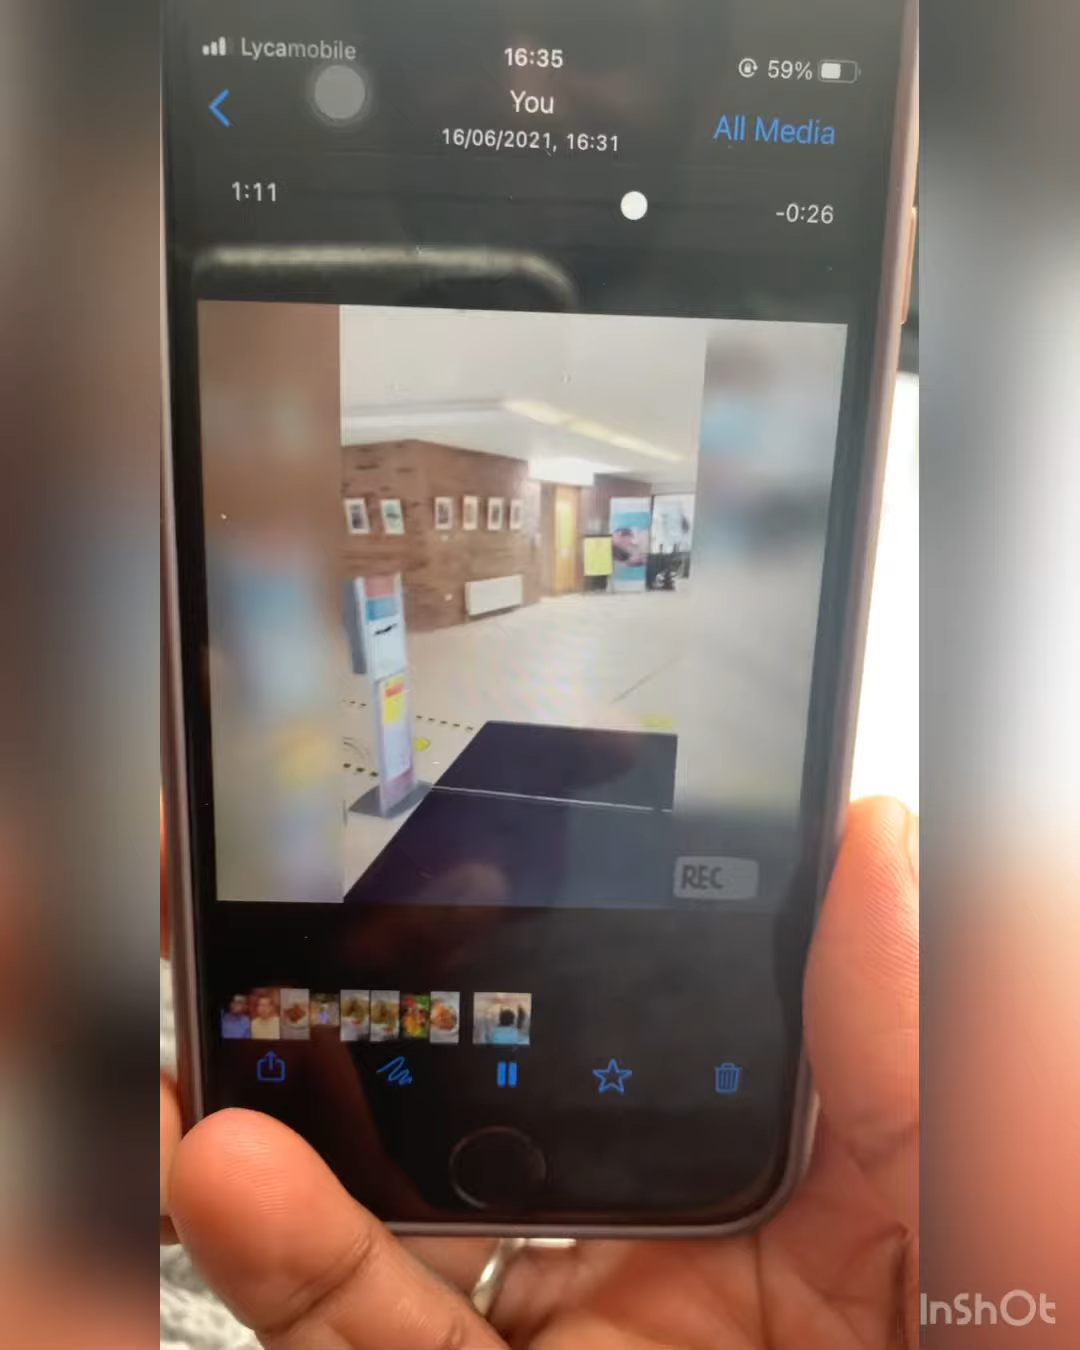 Lycamobile
16:35
59%
You
16/06/2021, 16:31
All Media
1:11
-0:26
REC
InShOt